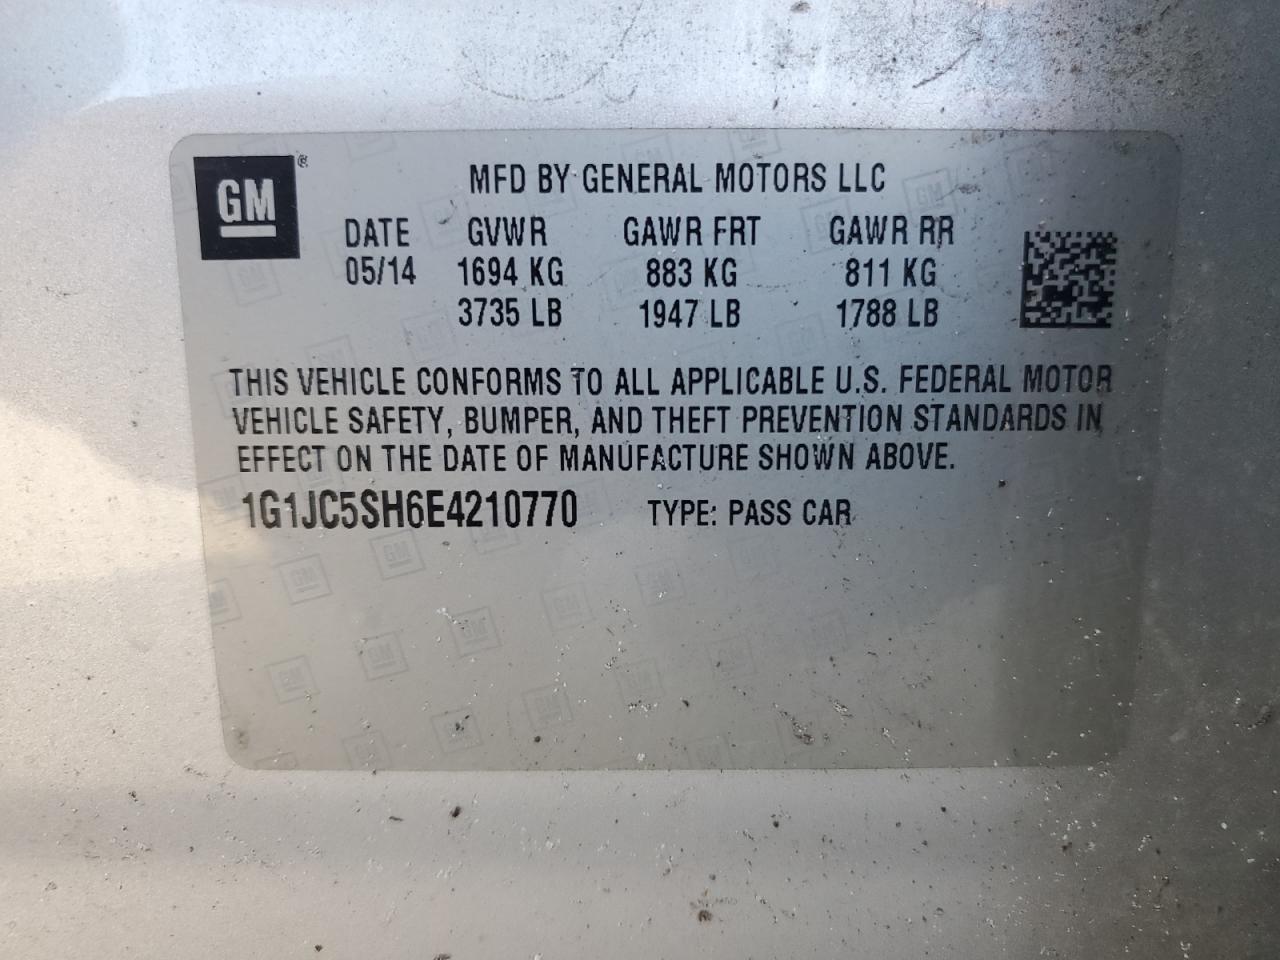 GM®
MFD BY GENERAL MOTORS LLC
DATE GVWR GAWR FRT GAWR RR
05/14 1694 KG 883 KG 811 KG
3735 LB 1947 LB 1788 LB
THIS VEHICLE CONFORMS TO ALL APPLICABLE U.S. FEDERAL MOTOR
VEHICLE SAFETY, BUMPER, AND THEFT PREVENTION STANDARDS IN
EFFECT ON THE DATE OF MANUFACTURE SHOWN ABOVE.
1G1JC5SH6E4210770 TYPE: PASS CAR